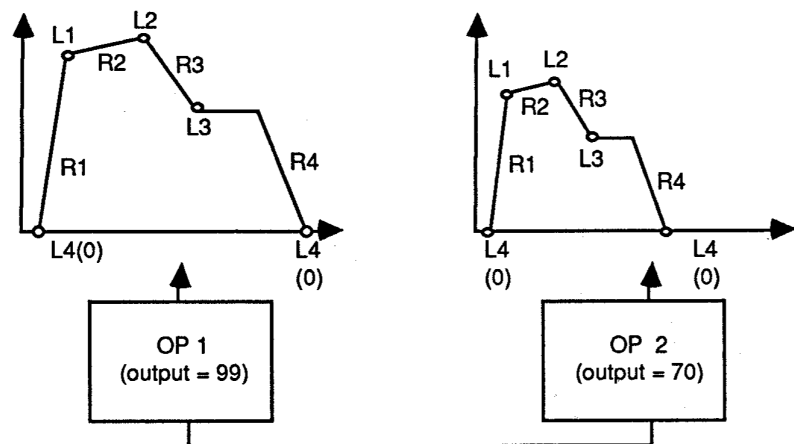 L1
L2
R2
R3
L3
R1
R4
L4(0)
L4
(0)
OP 1
(output = 99)
L1
L2
R2
R3
L3
R1
R4
L4
(0)
L4
(0)
OP 2
(output = 70)